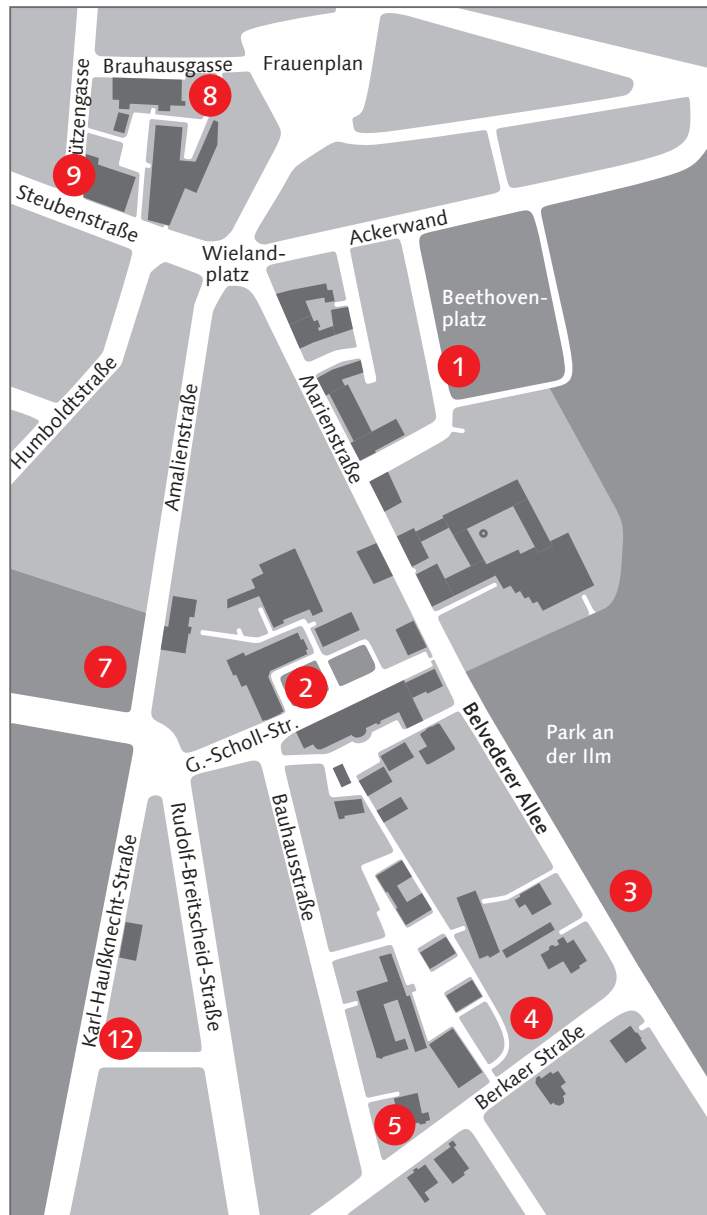 Brauhausgasse
Frauenplan
8
ützengasse
9
Steubenstraße
Ackerwand
Wieland-
platz
Beethoven-
platz
1
Humboldtstraße
Amalienstraße
Marienstraße
7
2
G.-Scholl-Str.
Belvederer Allee
Park an
der Ilm
Bauhausstraße
Rudolf-Breitscheid-Straße
Karl-Haußknecht-Straße
3
4
12
Berkaer Straße
5